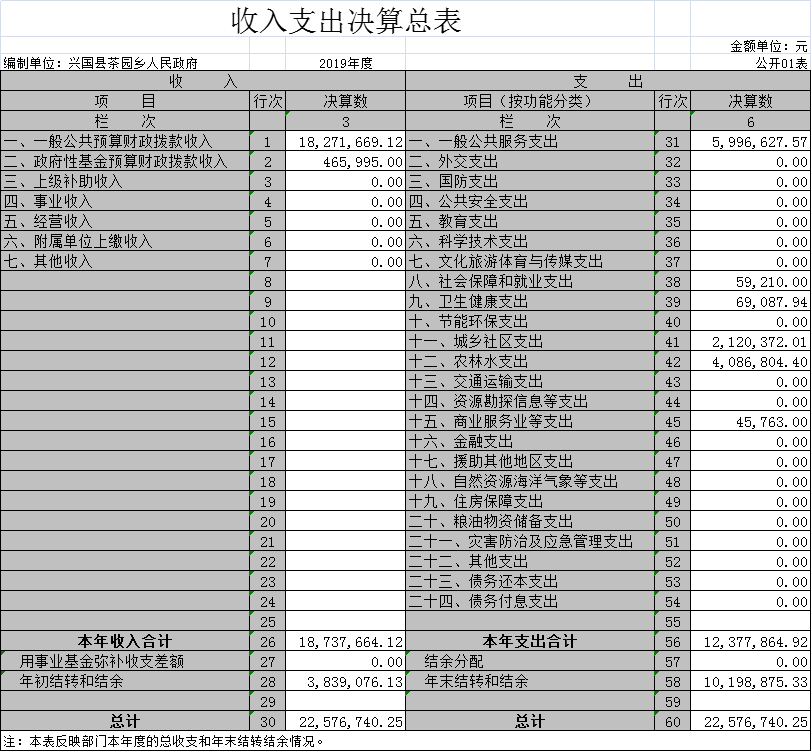 收入支出决算总表
金额单位：元
编制单位：兴国县茶园乡人民政府 2019年度 公开01表
收 入 支 出
项 目 行次 决算数 项目（按功能分类） 行次 决算数
栏 次 3 栏 次 6
一、一般公共预算财政拨款收入 1 18,271,669.12 一、一般公共服务支出 31 5,996,627.57
二、政府性基金预算财政拨款收入 2 465,995.00 二、外交支出 32 0.00
三、上级补助收入 3 0.00 三、国防支出 33 0.00
四、事业收入 4 0.00 四、公共安全支出 34 0.00
五、经营收入 5 0.00 五、教育支出 35 0.00
六、附属单位上缴收入 6 0.00 六、科学技术支出 36 0.00
七、其他收入 7 0.00 七、文化旅游体育与传媒支出 37 0.00
8 八、社会保障和就业支出 38 59,210.00
9 九、卫生健康支出 39 69,087.94
10 十、节能环保支出 40 0.00
11 十一、城乡社区支出 41 2,120,372.01
12 十二、农林水支出 42 4,086,804.40
13 十三、交通运输支出 43 0.00
14 十四、资源勘探信息等支出 44 0.00
15 十五、商业服务业等支出 45 45,763.00
16 十六、金融支出 46 0.00
17 十七、援助其他地区支出 47 0.00
18 十八、自然资源海洋气象等支出 48 0.00
19 十九、住房保障支出 49 0.00
20 二十、粮油物资储备支出 50 0.00
21 二十一、灾害防治及应急管理支出 51 0.00
22 二十二、其他支出 52 0.00
23 二十三、债务还本支出 53 0.00
24 二十四、债务付息支出 54 0.00
25 55
本年收入合计 26 18,737,664.12 本年支出合计 56 12,377,864.92
用事业基金弥补收支差额 27 0.00 结余分配 57 0.00
年初结转和结余 28 3,839,076.13 年末结转和结余 58 10,198,875.33
29 59
总计 30 22,576,740.25 总计 60 22,576,740.25
注：本表反映部门本年度的总收支和年末结转结余情况。